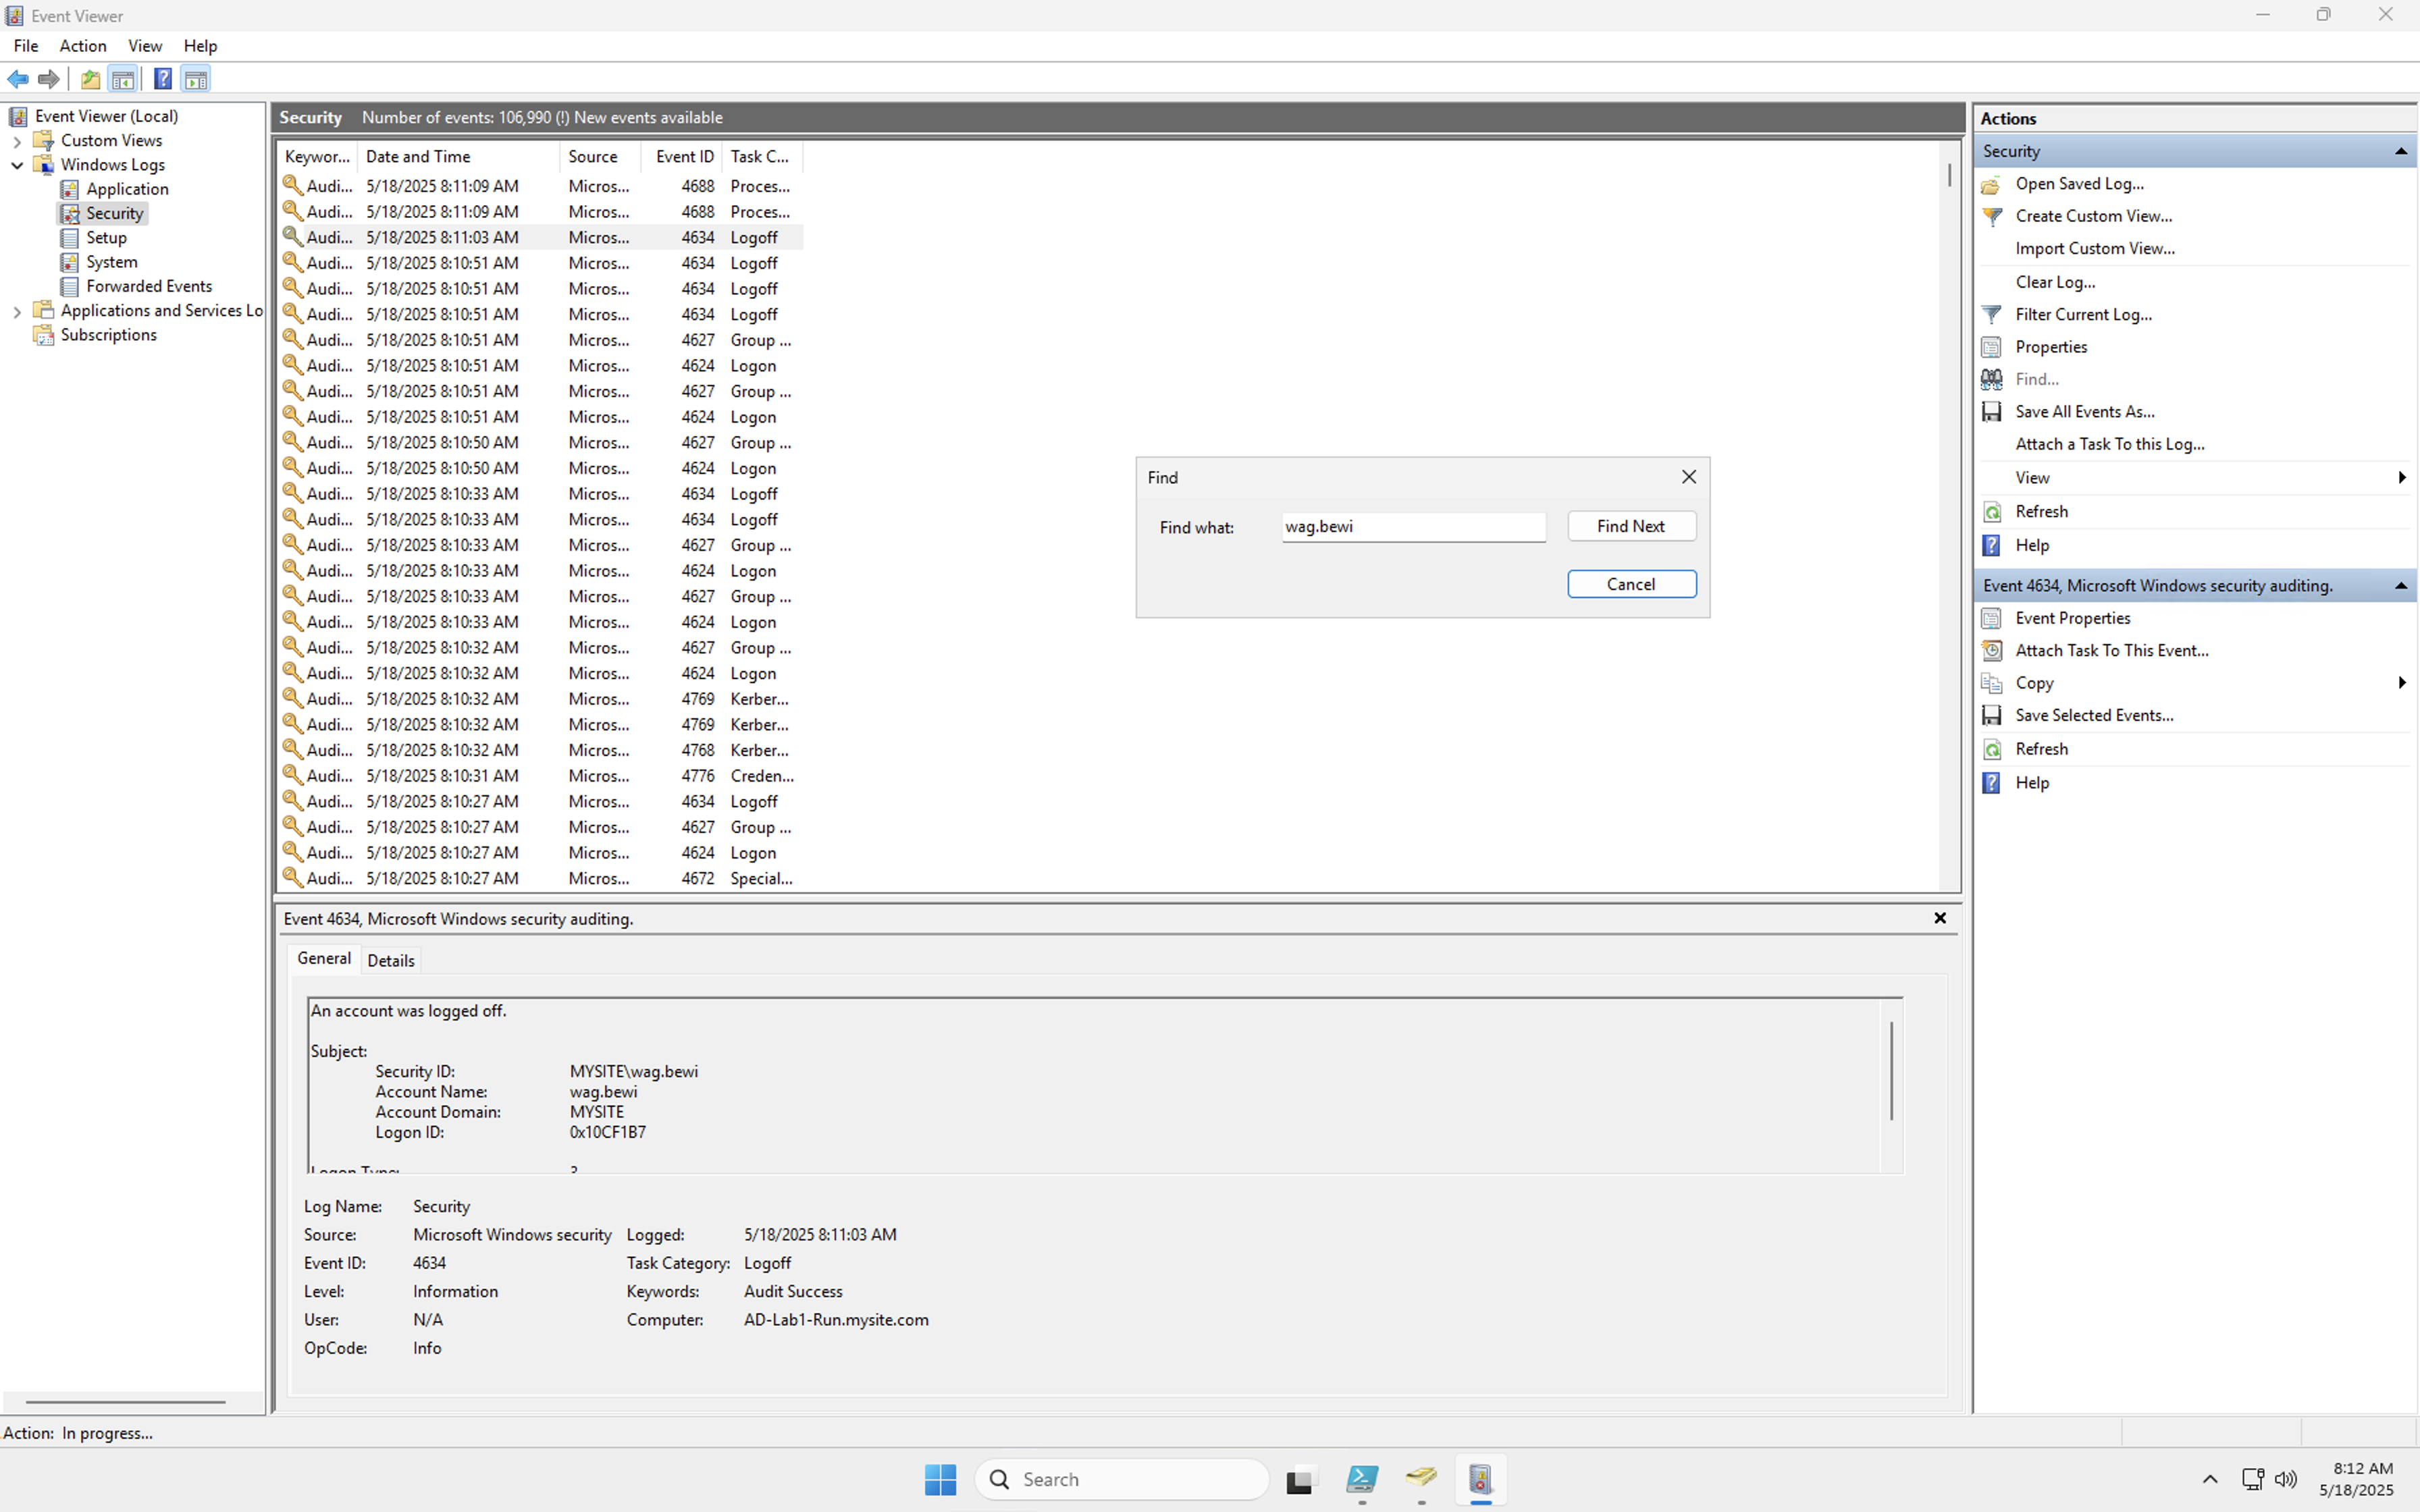 Event Viewer
File Action View Help
Event Viewer (Local)
Custom Views
Windows Logs
Application
Security
Setup
System
Forwarded Events
Applications and Services Lo
Subscriptions
Security Number of events: 106,990 (!) New events available
Keywor... Date and Time Source Event ID Task C...
Audi... 5/18/2025 8:11:09 AM Micros... 4688 Proces...
Audi... 5/18/2025 8:11:09 AM Micros... 4688 Proces...
Audi... 5/18/2025 8:11:03 AM Micros... 4634 Logoff
Audi... 5/18/2025 8:10:51 AM Micros... 4634 Logoff
Audi... 5/18/2025 8:10:51 AM Micros... 4634 Logoff
Audi... 5/18/2025 8:10:51 AM Micros... 4634 Logoff
Audi... 5/18/2025 8:10:51 AM Micros... 4627 Group ...
Audi... 5/18/2025 8:10:51 AM Micros... 4624 Logon
Audi... 5/18/2025 8:10:51 AM Micros... 4627 Group ...
Audi... 5/18/2025 8:10:51 AM Micros... 4624 Logon
Audi... 5/18/2025 8:10:50 AM Micros... 4627 Group ...
Audi... 5/18/2025 8:10:50 AM Micros... 4624 Logon
Audi... 5/18/2025 8:10:33 AM Micros... 4634 Logoff
Audi... 5/18/2025 8:10:33 AM Micros... 4634 Logoff
Audi... 5/18/2025 8:10:33 AM Micros... 4627 Group ...
Audi... 5/18/2025 8:10:33 AM Micros... 4624 Logon
Audi... 5/18/2025 8:10:33 AM Micros... 4627 Group ...
Audi... 5/18/2025 8:10:33 AM Micros... 4624 Logon
Audi... 5/18/2025 8:10:32 AM Micros... 4627 Group ...
Audi... 5/18/2025 8:10:32 AM Micros... 4624 Logon
Audi... 5/18/2025 8:10:32 AM Micros... 4769 Kerber...
Audi... 5/18/2025 8:10:32 AM Micros... 4769 Kerber...
Audi... 5/18/2025 8:10:32 AM Micros... 4768 Kerber...
Audi... 5/18/2025 8:10:31 AM Micros... 4776 Creden...
Audi... 5/18/2025 8:10:27 AM Micros... 4634 Logoff
Audi... 5/18/2025 8:10:27 AM Micros... 4627 Group ...
Audi... 5/18/2025 8:10:27 AM Micros... 4624 Logon
Audi... 5/18/2025 8:10:27 AM Micros... 4672 Special...
Find
Find what: wag.bewi Find Next
Cancel
Event 4634, Microsoft Windows security auditing.
General Details
An account was logged off.
Subject:
Security ID: MYSITE\wag.bewi
Account Name: wag.bewi
Account Domain: MYSITE
Logon ID: 0x10CF1B7
Logon Type: 3
Log Name: Security
Source: Microsoft Windows security Logged: 5/18/2025 8:11:03 AM
Event ID: 4634 Task Category: Logoff
Level: Information Keywords: Audit Success
User: N/A Computer: AD-Lab1-Run.mysite.com
OpCode: Info
Actions
Security
Open Saved Log...
Create Custom View...
Import Custom View...
Clear Log...
Filter Current Log...
Properties
Find...
Save All Events As...
Attach a Task To this Log...
View
Refresh
Help
Event 4634, Microsoft Windows security auditing.
Event Properties
Attach Task To This Event...
Copy
Save Selected Events...
Refresh
Help
Action: In progress...
Search
8:12 AM
5/18/2025